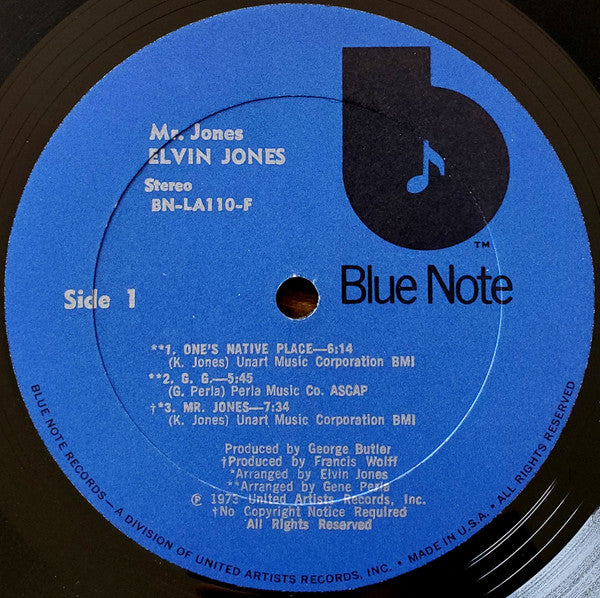 Mr. Jones
ELVIN JONES
Stereo
BN-LA110-F
TM
Blue Note
Side 1
**1. ONE'S NATIVE PLACE—6:14
(K. Jones) Unart Music Corporation BMI
**2. G. G.—5:45
(G. Perla) Perla Music Co. ASCAP
†*3. MR. JONES—7:34
(K. Jones) Unart Music Corporation BMI
Produced by George Butler
†Produced by Francis Wolff
*Arranged by Elvin Jones
**Arranged by Gene Perla
℗ 1973 United Artists Records, Inc.
†No Copyright Notice Required
All Rights Reserved
BLUE NOTE RECORDS — A DIVISION OF UNITED ARTISTS RECORDS, INC. • MADE IN U.S.A. • ALL RIGHTS RESERVED